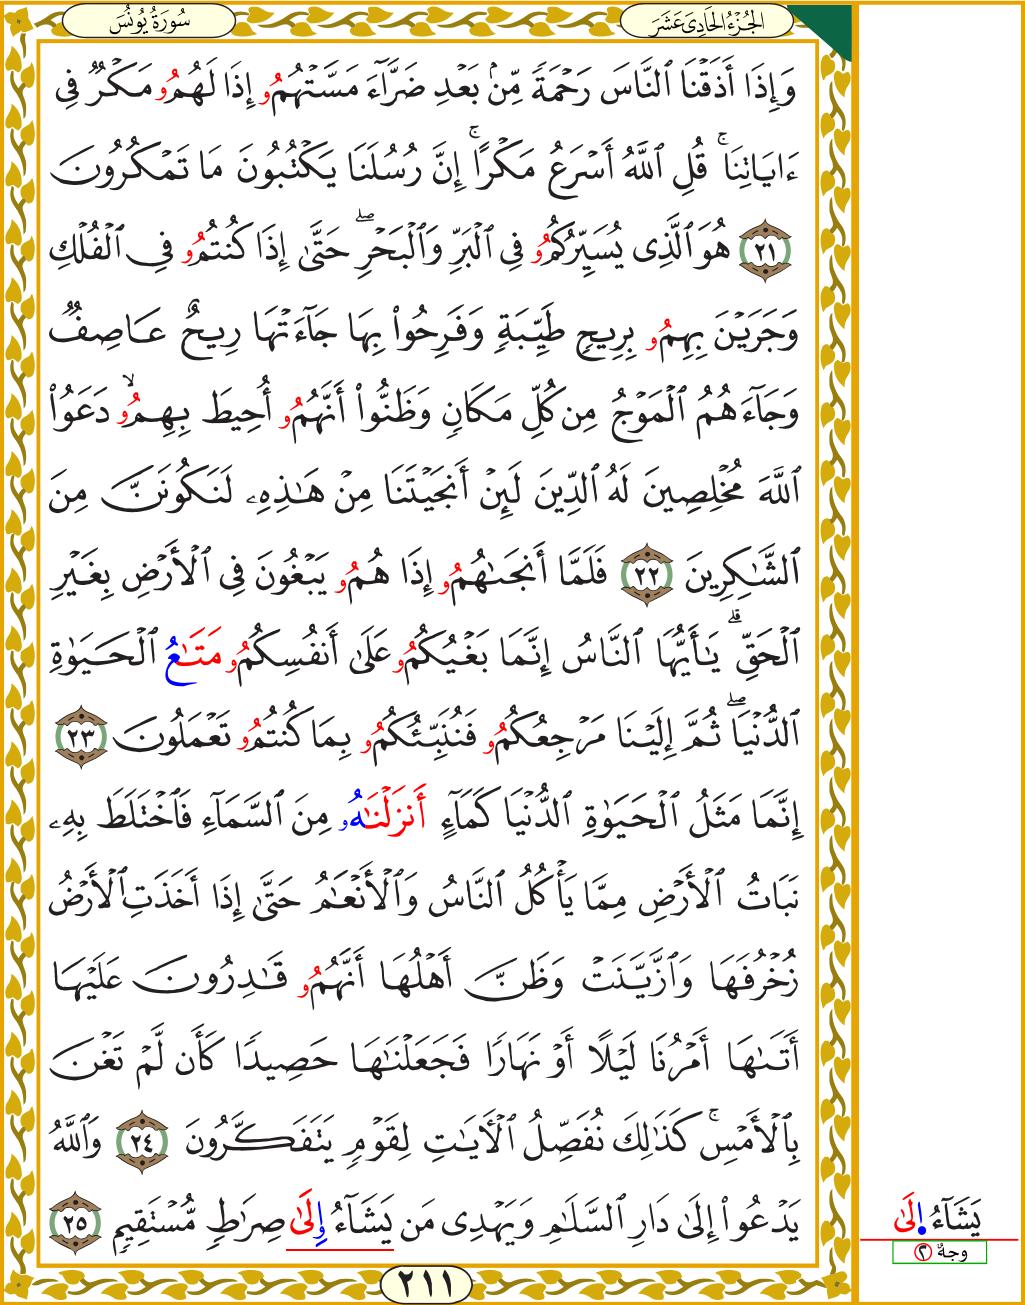 سُورَةُ يُونُسَ
الجُزْءُ الحَادِىَ عَشَرَ
وَإِذَا أَذَقْنَا ٱلنَّاسَ رَحْمَةً مِّنۢ بَعْدِ ضَرَّآءَ مَسَّتْهُمُۥ إِذَا لَهُمُۥ مَكْرٌ فِى
ءَايَاتِنَاۚ قُلِ ٱللَّهُ أَسْرَعُ مَكْرًاۚ إِنَّ رُسُلَنَا يَكْتُبُونَ مَا تَمْكُرُونَ
٢١ هُوَ ٱلَّذِى يُسَيِّرُكُمُۥ فِى ٱلْبَرِّ وَٱلْبَحْرِۖ حَتَّىٰ إِذَا كُنتُمُۥ فِى ٱلْفُلْكِ
وَجَرَيْنَ بِهِمُۥ بِرِيحٍ طَيِّبَةٍ وَفَرِحُوا۟ بِهَا جَآءَتْهَا رِيحٌ عَاصِفٌ
وَجَآءَهُمُ ٱلْمَوْجُ مِن كُلِّ مَكَانٍ وَظَنُّوٓا۟ أَنَّهُمُۥ أُحِيطَ بِهِمُۥۙ دَعَوُا۟
ٱللَّهَ مُخْلِصِينَ لَهُ ٱلدِّينَ لَئِنْ أَنجَيْتَنَا مِنْ هَـٰذِهِۦ لَنَكُونَنَّ مِنَ
ٱلشَّـٰكِرِينَ ٢٢ فَلَمَّا أَنجَىٰهُمُۥ إِذَا هُمُۥ يَبْغُونَ فِى ٱلْأَرْضِ بِغَيْرِ
ٱلْحَقِّۗ يَـٰأَيُّهَا ٱلنَّاسُ إِنَّمَا بَغْيُكُمُۥ عَلَىٰ أَنفُسِكُمُۥ مَتَـٰعُ ٱلْحَيَوٰةِ
ٱلدُّنْيَاۖ ثُمَّ إِلَيْنَا مَرْجِعُكُمُۥ فَنُنَبِّئُكُمُۥ بِمَا كُنتُمُۥ تَعْمَلُونَ ٢٣
إِنَّمَا مَثَلُ ٱلْحَيَوٰةِ ٱلدُّنْيَا كَمَآءٍ أَنزَلْنَـٰهُۥ مِنَ ٱلسَّمَآءِ فَٱخْتَلَطَ بِهِۦ
نَبَاتُ ٱلْأَرْضِ مِمَّا يَأْكُلُ ٱلنَّاسُ وَٱلْأَنْعَـٰمُ حَتَّىٰ إِذَا أَخَذَتِ ٱلْأَرْضُ
زُخْرُفَهَا وَٱزَّيَّنَتْ وَظَنَّ أَهْلُهَا أَنَّهُمُۥ قَـٰدِرُونَ عَلَيْهَا
أَتَىٰهَا أَمْرُنَا لَيْلًا أَوْ نَهَارًا فَجَعَلْنَـٰهَا حَصِيدًا كَأَن لَّمْ تَغْنَ
بِٱلْأَمْسِۚ كَذَٰلِكَ نُفَصِّلُ ٱلْأَيَـٰتِ لِقَوْمٍ يَتَفَكَّرُونَ ٢٤ وَٱللَّهُ
يَدْعُوا۟ إِلَىٰ دَارِ ٱلسَّلَـٰمِ وَيَهْدِى مَن يَشَآءُ إِلَىٰ صِرَٰطٍ مُّسْتَقِيمٍ ٢٥
يَشَآءُ إِلَىٰ
وجهٌ ٢
٢١١